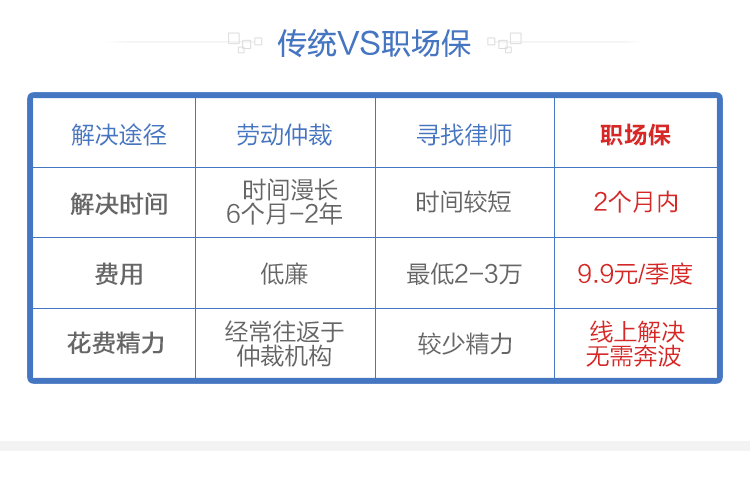 传统VS职场保
解决途径 劳动仲裁 寻找律师 职场保
解决时间 时间漫长 6个月-2年 时间较短 2个月内
费用 低廉 最低2-3万 9.9元/季度
花费精力 经常往返于 仲裁机构 较少精力 线上解决 无需奔波